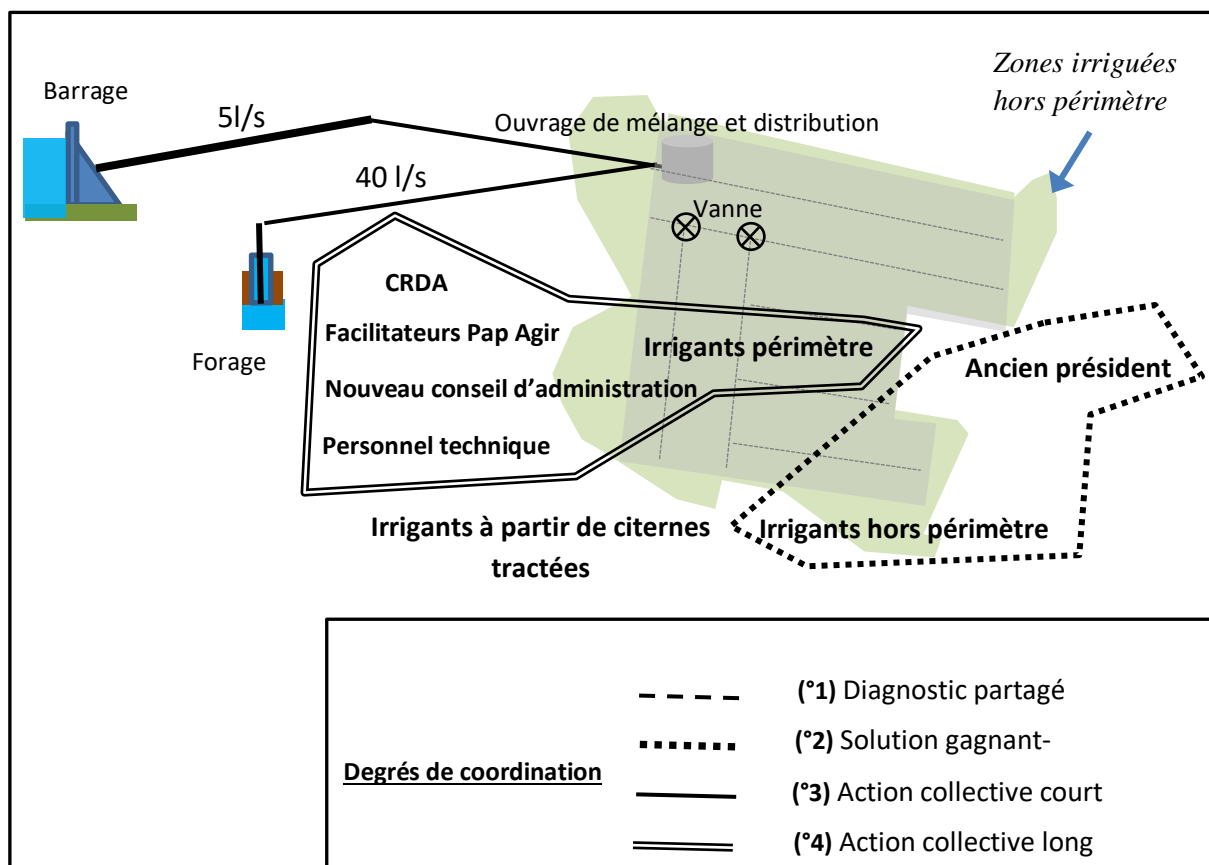 Zones irriguées
hors périmètre
Barrage
5l/s
Ouvrage de mélange et distribution
40 l/s
Vanne
CRDA
Facilitateurs Pap Agir
Irrigants périmètre
Ancien président
Forage
Nouveau conseil d'administration
Personnel technique
Irrigants à partir de citernes
tractées
Irrigants hors périmètre
Degrés de coordination
(°1) Diagnostic partagé
(°2) Solution gagnant-
(°3) Action collective court
(°4) Action collective long